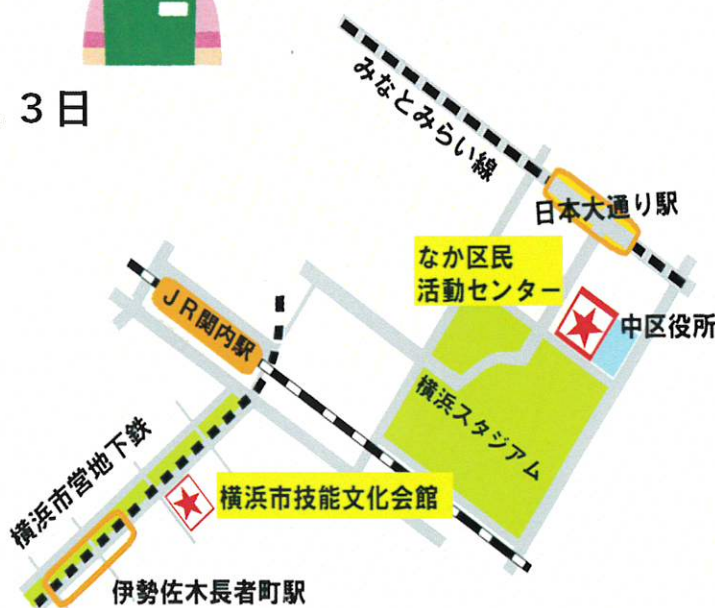 3日
みなとみらい線
日本大通り駅
なか区民
活動センター
中区役所
JR関内駅
横浜スタジアム
横浜市営地下鉄
横浜市技能文化会館
伊勢佐木長者町駅